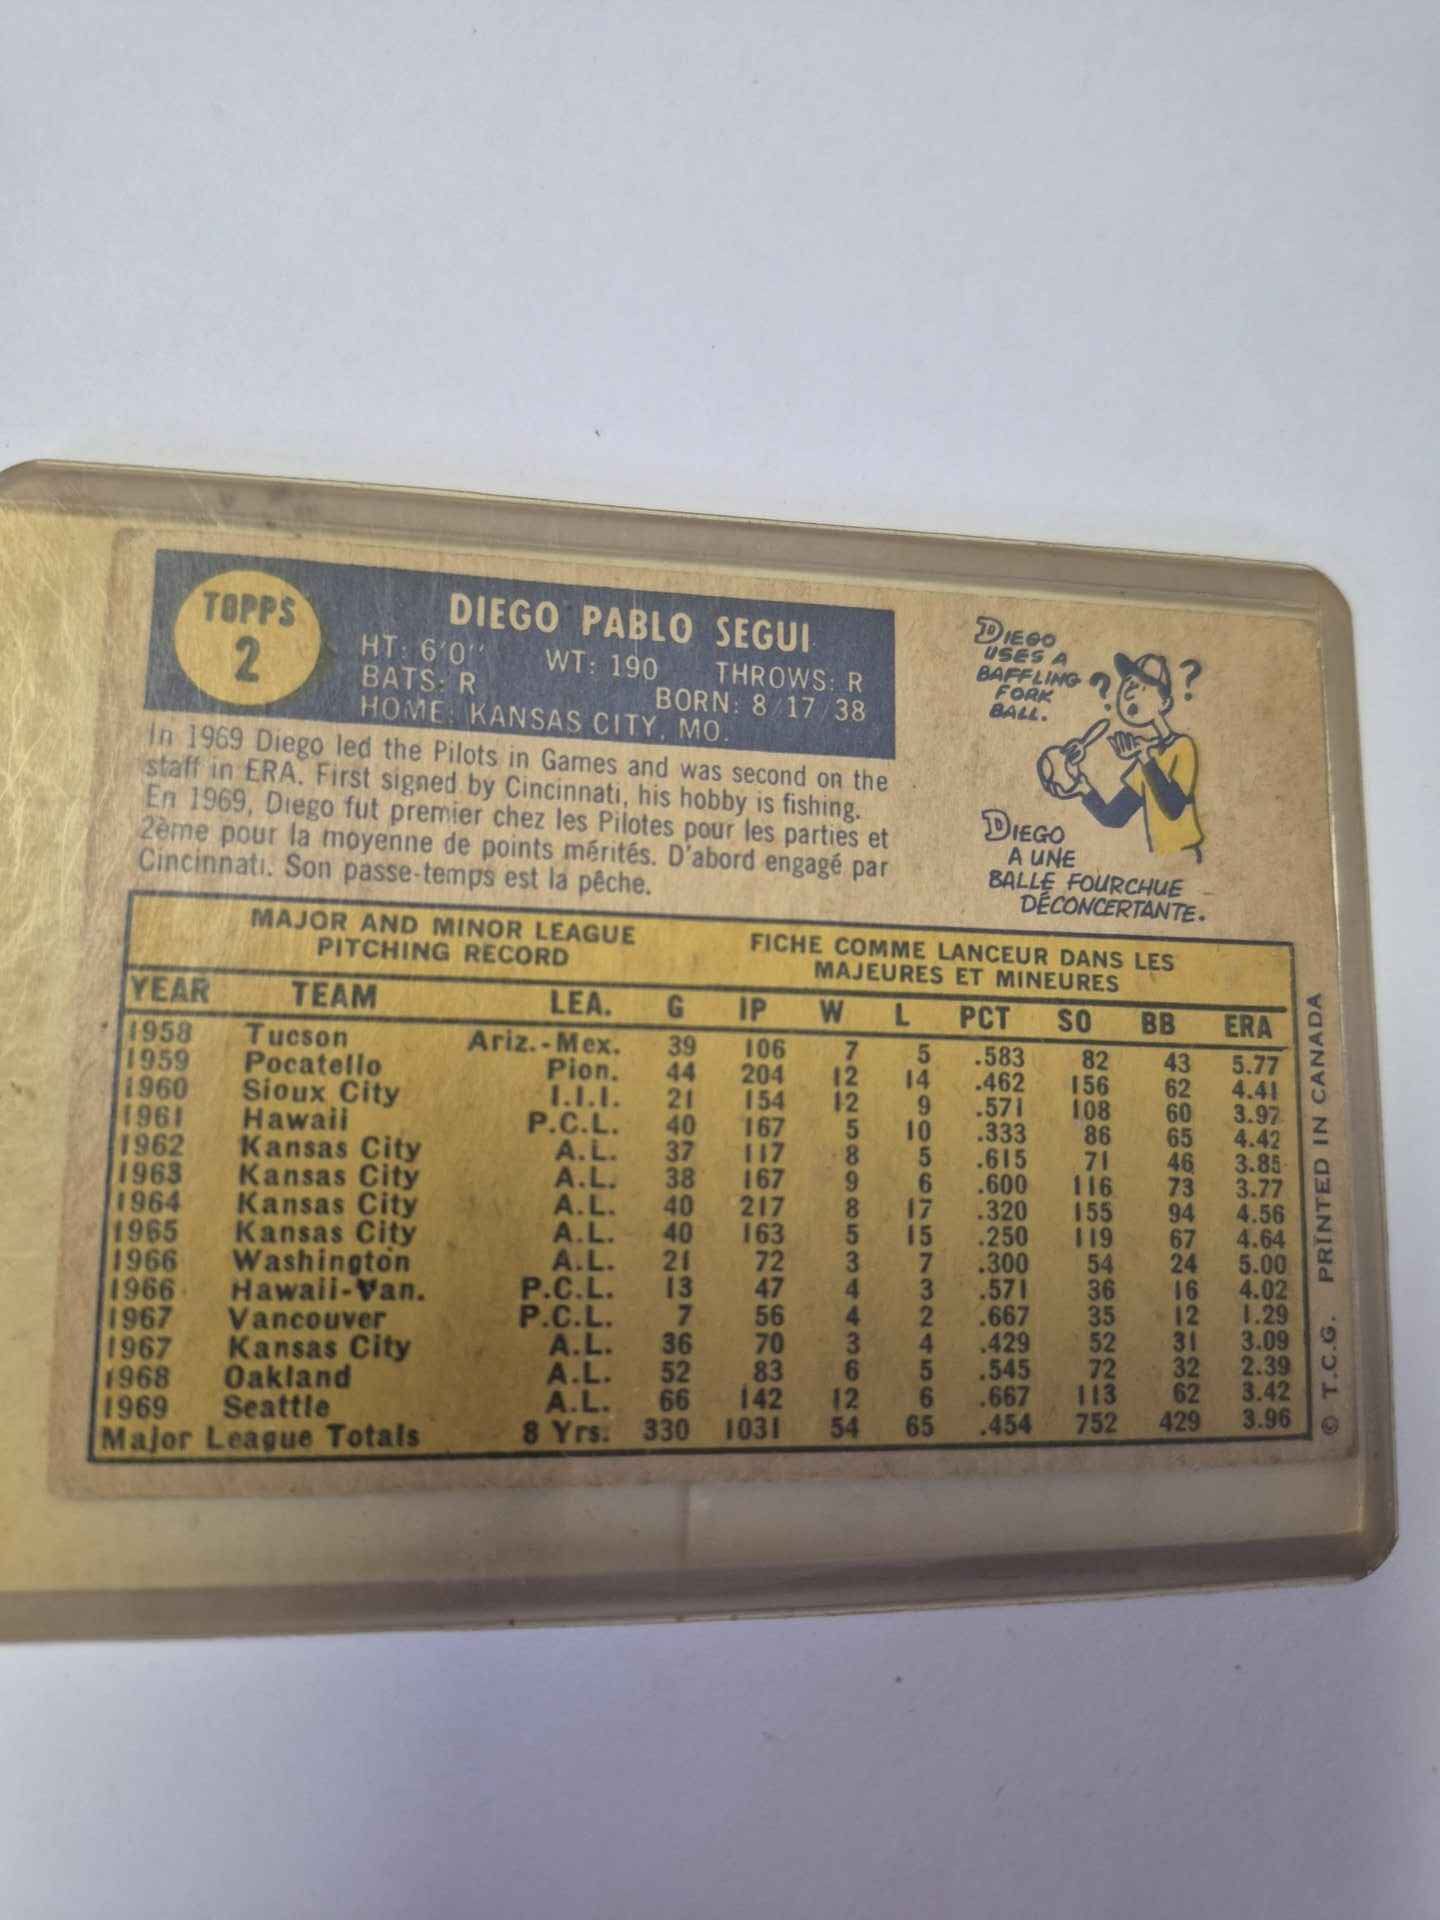 TOPPS
2
DIEGO PABLO SEGUI
HT: 6'0" WT: 190 THROWS: R
BATS: R BORN: 8/17/38
HOME: KANSAS CITY, MO.
In 1969 Diego led the Pilots in Games and was second on the
staff in ERA. First signed by Cincinnati, his hobby is fishing.
En 1969, Diego fut premier chez les Pilotes pour les parties et
2ème pour la moyenne de points mérités. D'abord engagé par
Cincinnati. Son passe-temps est la pêche.
DIEGO
USES A
BAFFLING
FORK
BALL.
? ?
DIEGO
A UNE
BALLE FOURCHUE
DÉCONCERTANTE.
MAJOR AND MINOR LEAGUE
PITCHING RECORD
FICHE COMME LANCEUR DANS LES
MAJEURES ET MINEURES
YEAR TEAM LEA. G IP W L PCT SO BB ERA
1958 Tucson Ariz.-Mex. 39 106 7 5 .583 82 43 5.77
1959 Pocatello Pion. 44 204 12 14 .462 156 62 4.41
1960 Sioux City I.I.I. 21 154 12 9 .571 108 60 3.97
1961 Hawaii P.C.L. 40 167 5 10 .333 86 65 4.42
1962 Kansas City A.L. 37 117 8 5 .615 71 46 3.85
1963 Kansas City A.L. 38 167 9 6 .600 116 73 3.77
1964 Kansas City A.L. 40 217 8 17 .320 155 94 4.56
1965 Kansas City A.L. 40 163 5 15 .250 119 67 4.64
1966 Washington A.L. 21 72 3 7 .300 54 24 5.00
1966 Hawaii-Van. P.C.L. 13 47 4 3 .571 36 16 4.02
1967 Vancouver P.C.L. 7 56 4 2 .667 35 12 1.29
1967 Kansas City A.L. 36 70 3 4 .429 52 31 3.09
1968 Oakland A.L. 52 83 6 5 .545 72 32 2.39
1969 Seattle A.L. 66 142 12 6 .667 113 62 3.42
Major League Totals 8 Yrs. 330 1031 54 65 .454 752 429 3.96
© T.C.G. PRINTED IN CANADA